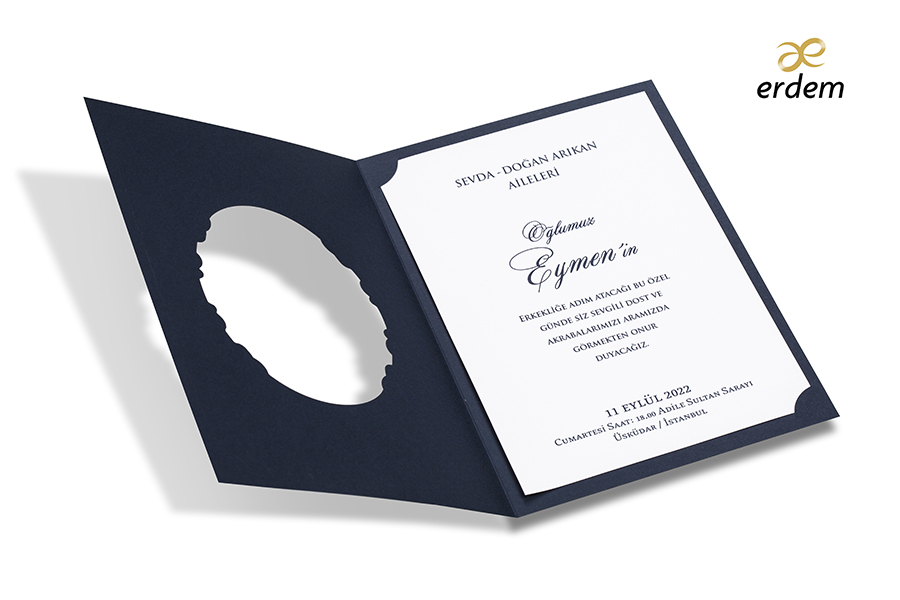 erdem
SEVDA - DOĞAN ARIKAN
AİLELERİ
Oğlumuz
Eymen'in
ERKEKLİĞE ADIM ATACAĞI BU ÖZEL
GÜNDE SİZ SEVGİLİ DOST VE
AKRABALARIMIZI ARAMIZDA
GÖRMEKTEN ONUR
DUYACAĞIZ.
11 EYLÜL 2022
CUMARTESİ SAAT: 18.00 ADİLE SULTAN SARAYI
ÜSKÜDAR / İSTANBUL